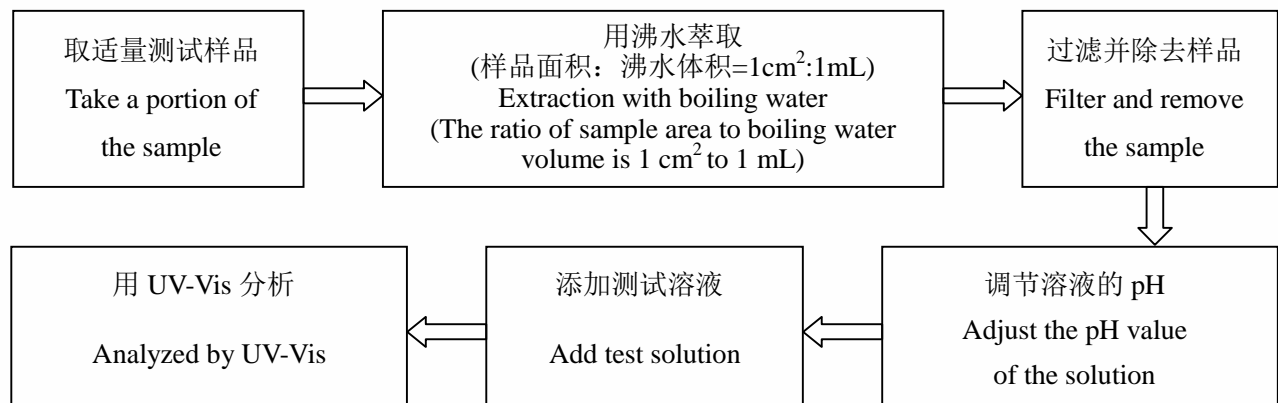 取适量测试样品
Take a portion of
the sample
用沸水萃取
(样品面积：沸水体积=1cm²:1mL)
Extraction with boiling water
(The ratio of sample area to boiling water
volume is 1 cm² to 1 mL)
过滤并除去样品
Filter and remove
the sample
调节溶液的 pH
Adjust the pH value
of the solution
添加测试溶液
Add test solution
用 UV-Vis 分析
Analyzed by UV-Vis